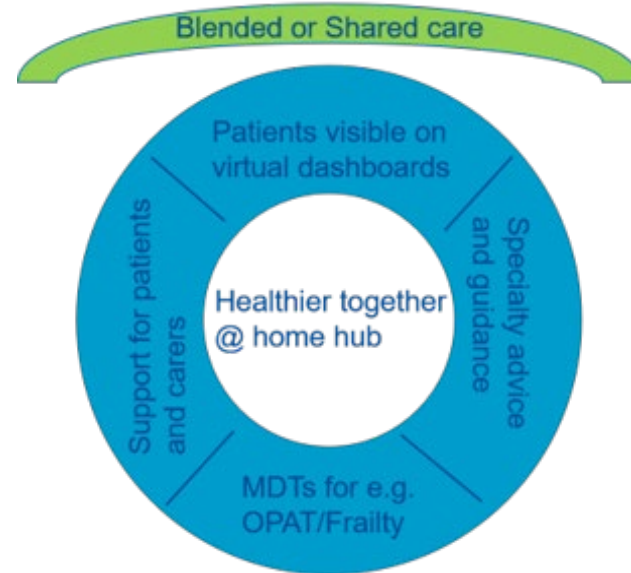 Blended or Shared care
Patients visible on
virtual dashboards
Specialty advice
and guidance
Healthier together
@ home hub
Support for patients
and carers
MDTs for e.g.
OPAT/Frailty